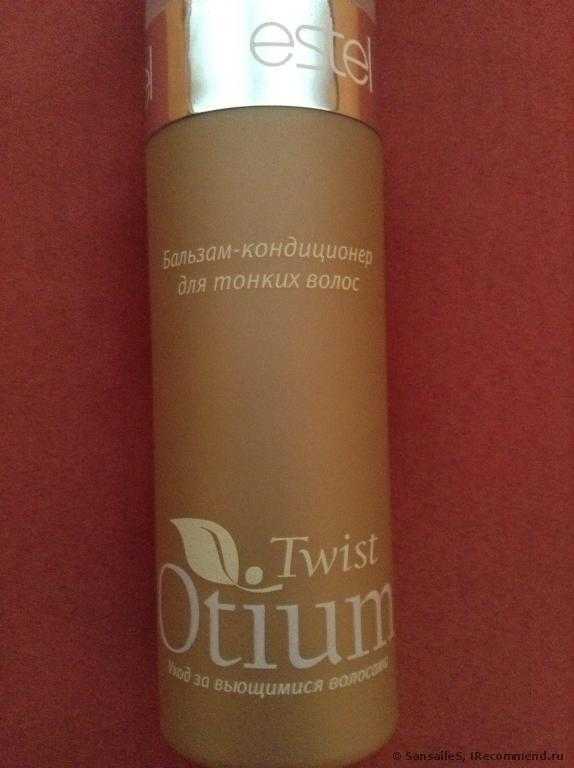 estel
Бальзам-кондиционер
для тонких волос
Twist
Otium
Уход за вьющимися волосами
© SansaileS, IRecommend.ru